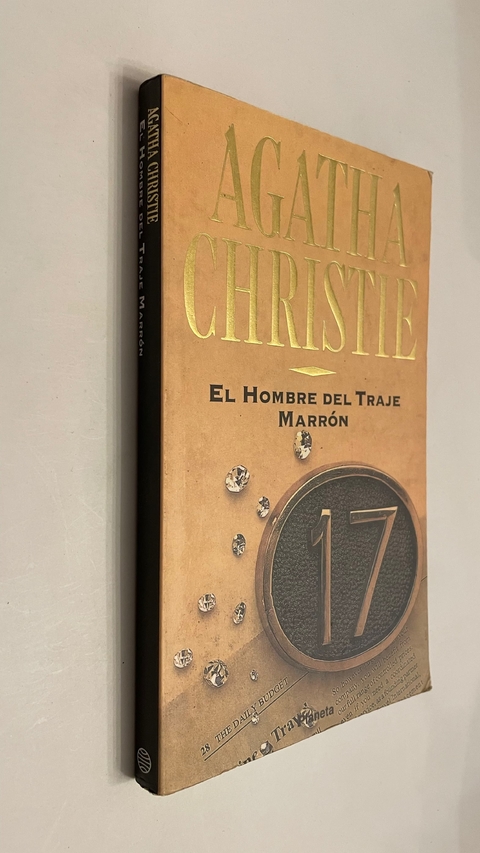 AGATHA CHRISTIE
EL HOMBRE DEL TRAJE MARRÓN
AGATHA
CHRISTIE
EL HOMBRE DEL TRAJE
MARRÓN
17
28 THE DAILY BUDGET
Planeta